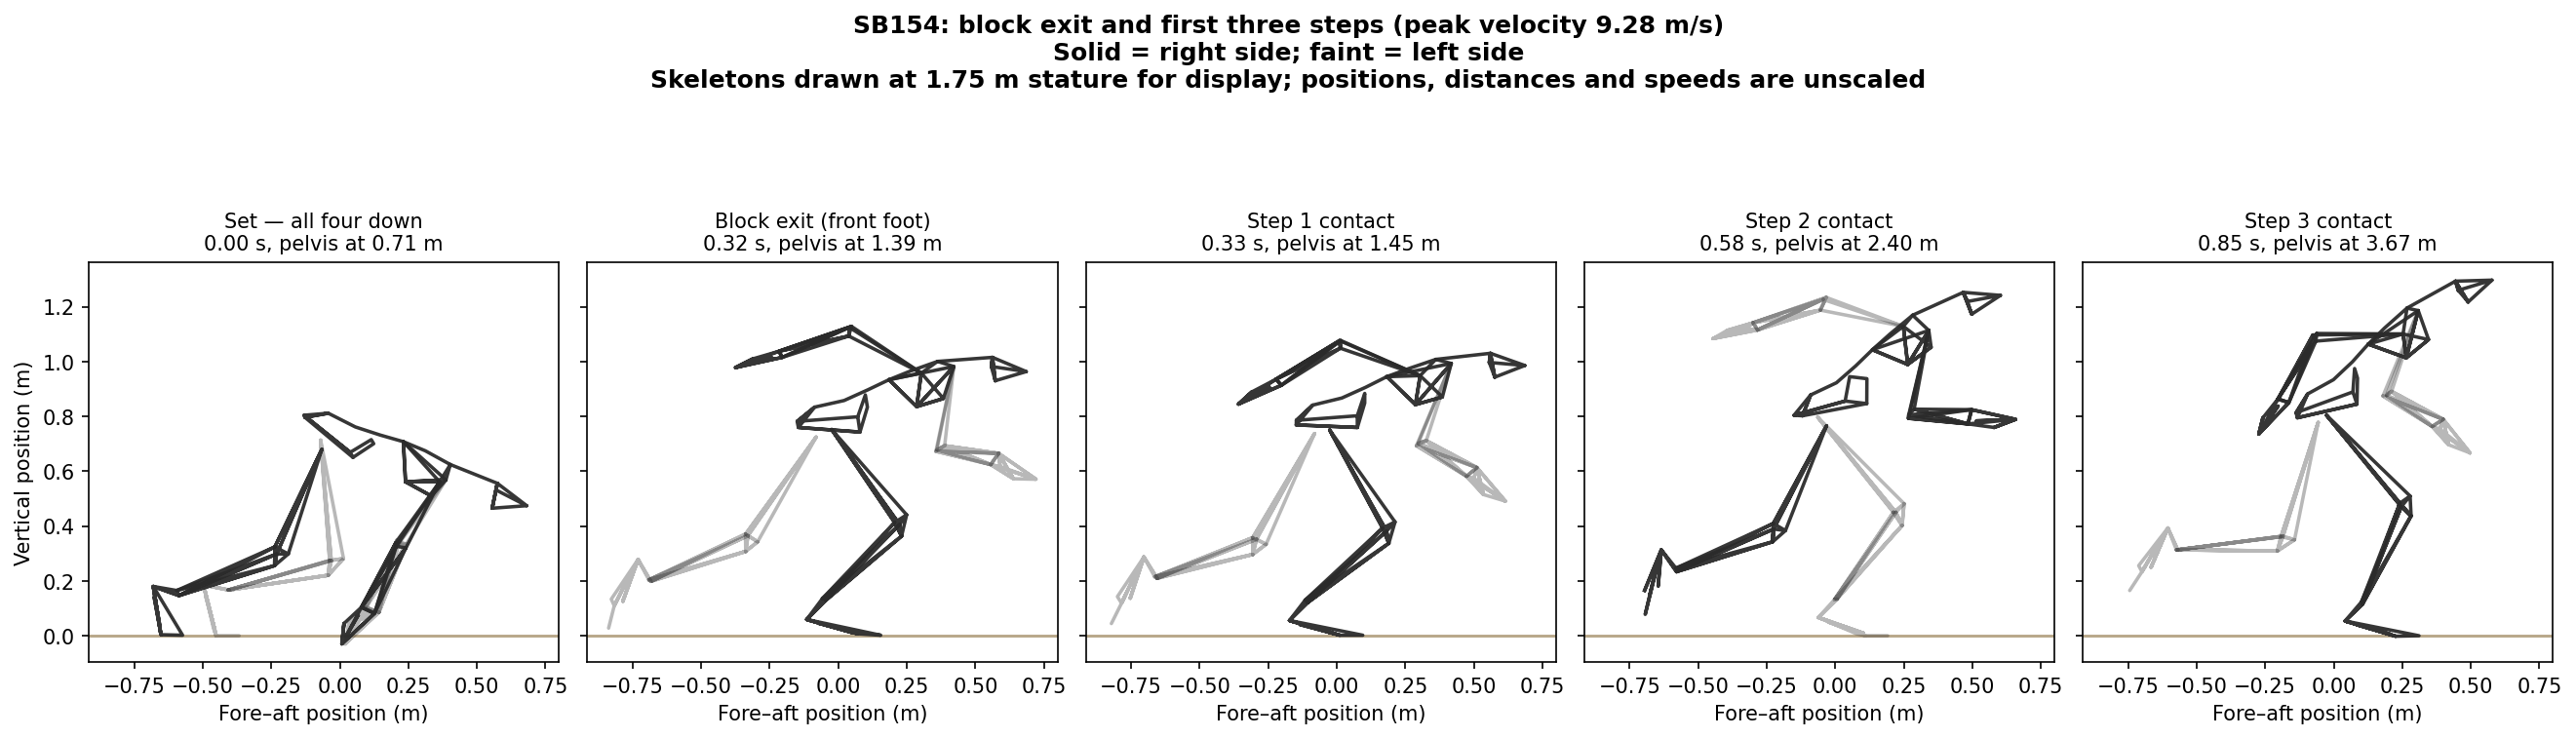 SB154: block exit and first three steps (peak velocity 9.28 m/s)
Solid = right side; faint = left side
Skeletons drawn at 1.75 m stature for display; positions, distances and speeds are unscaled
Set — all four down
0.00 s, pelvis at 0.71 m
Block exit (front foot)
0.32 s, pelvis at 1.39 m
Step 1 contact
0.33 s, pelvis at 1.45 m
Step 2 contact
0.58 s, pelvis at 2.40 m
Step 3 contact
0.85 s, pelvis at 3.67 m
Vertical position (m)
1.2
1.0
0.8
0.6
0.4
0.2
0.0
−0.75 −0.50 −0.25 0.00 0.25 0.50 0.75
−0.75 −0.50 −0.25 0.00 0.25 0.50 0.75
−0.75 −0.50 −0.25 0.00 0.25 0.50 0.75
−0.75 −0.50 −0.25 0.00 0.25 0.50 0.75
−0.75 −0.50 −0.25 0.00 0.25 0.50 0.75
Fore–aft position (m)
Fore–aft position (m)
Fore–aft position (m)
Fore–aft position (m)
Fore–aft position (m)